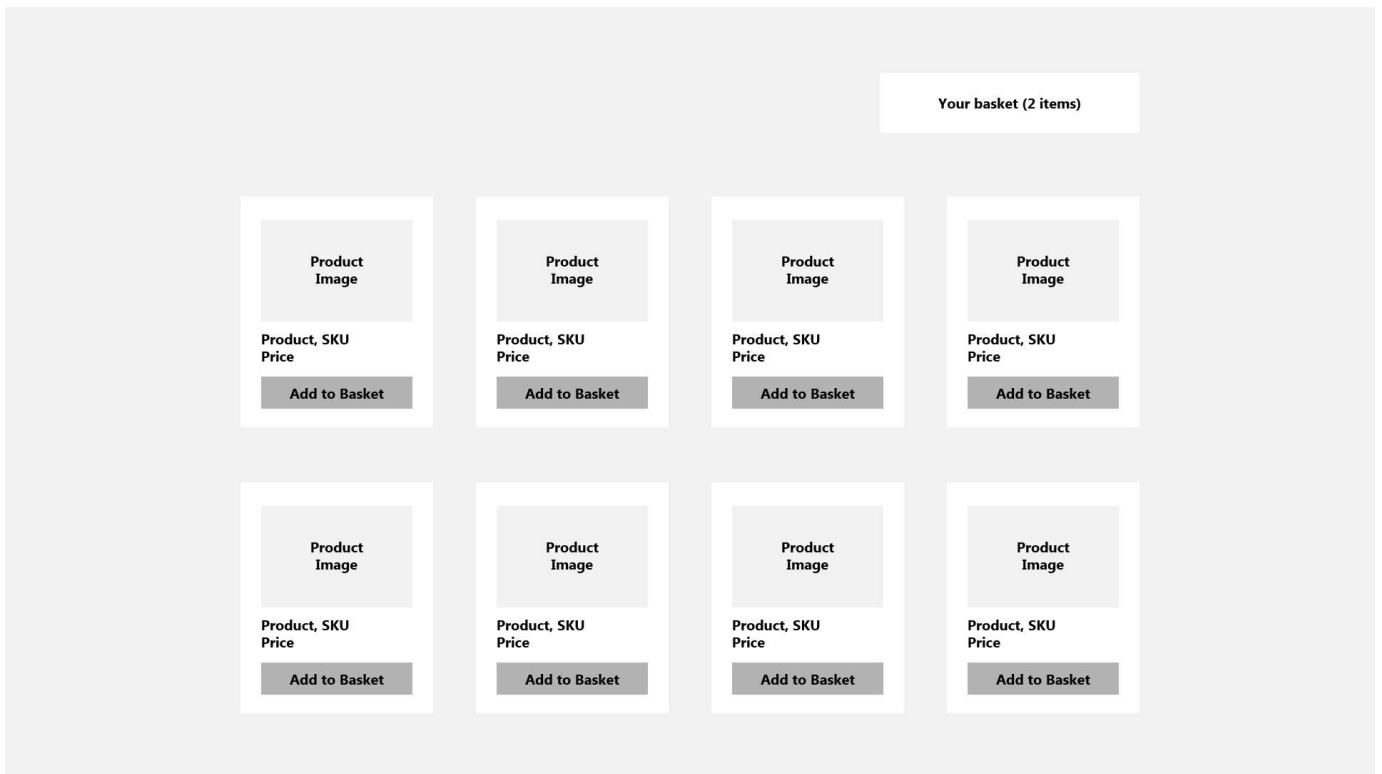 Your basket (2 items)
Product
Image
Product, SKU
Price
Add to Basket
Product
Image
Product, SKU
Price
Add to Basket
Product
Image
Product, SKU
Price
Add to Basket
Product
Image
Product, SKU
Price
Add to Basket
Product
Image
Product, SKU
Price
Add to Basket
Product
Image
Product, SKU
Price
Add to Basket
Product
Image
Product, SKU
Price
Add to Basket
Product
Image
Product, SKU
Price
Add to Basket